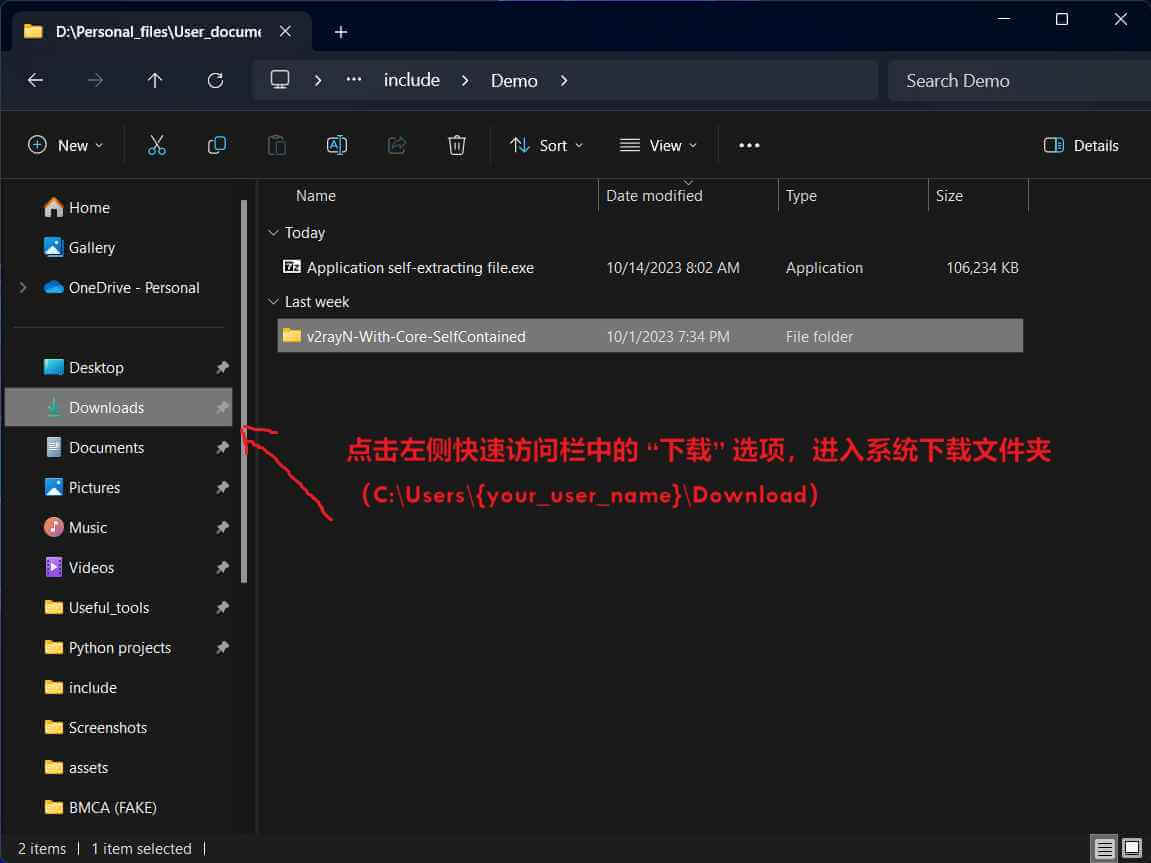 D:\Personal_files\User_docume
include
Demo
Search Demo
New
Sort
View
Details
Home
Gallery
OneDrive - Personal
Desktop
Downloads
Documents
Pictures
Music
Videos
Useful_tools
Python projects
include
Screenshots
assets
BMCA (FAKE)
Name Date modified Type Size
Today
Application self-extracting file.exe 10/14/2023 8:02 AM Application 106,234 KB
Last week
v2rayN-With-Core-SelfContained 10/1/2023 7:34 PM File folder
点击左侧快速访问栏中的 “下载” 选项，进入系统下载文件夹
（C:\Users\{your_user_name}\Download）
2 items 1 item selected